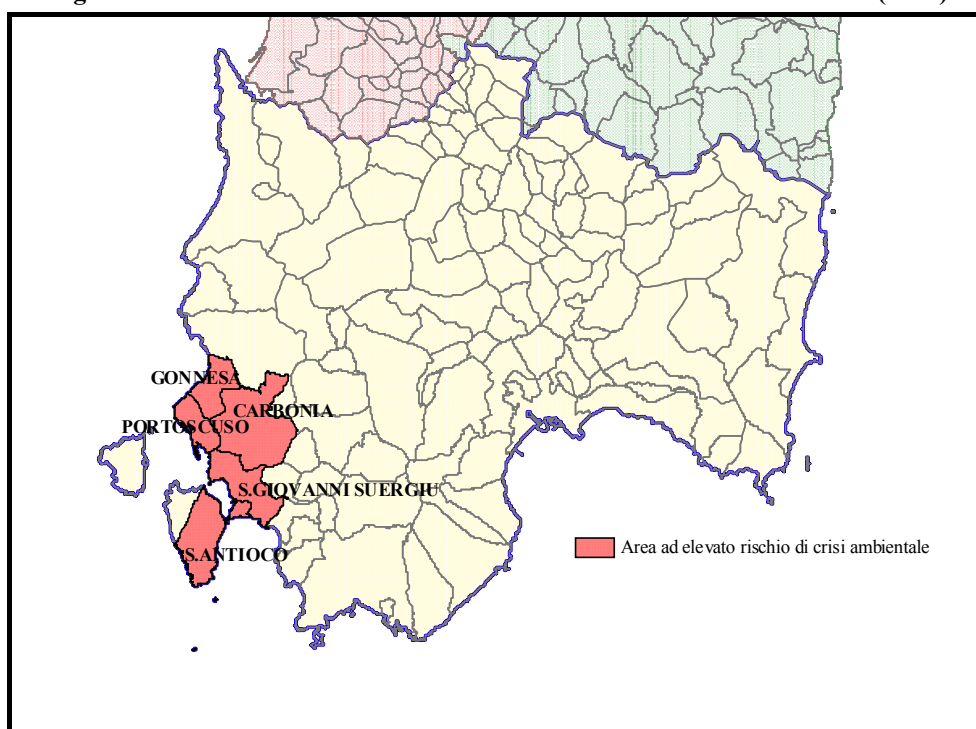 GONNESA
CARBONIA
PORTOSCUSO
S.GIOVANNI SUERGIU
S.ANTIOCO
Area ad elevato rischio di crisi ambientale